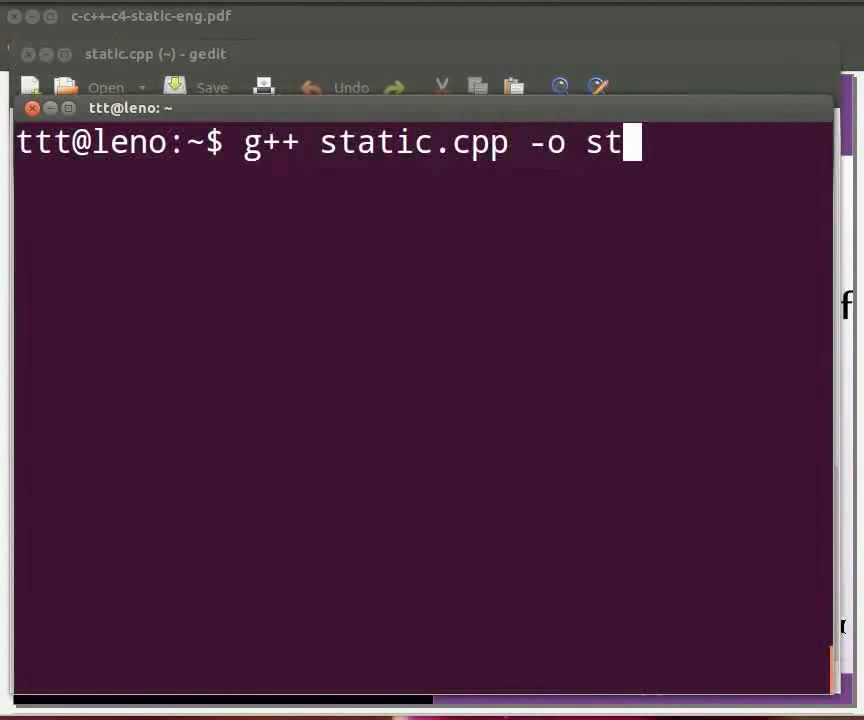 c-c++-c4-static-eng.pdf
static.cpp (~) - gedit
Open Save Undo
ttt@leno: ~
ttt@leno:~$ g++ static.cpp -o st
f